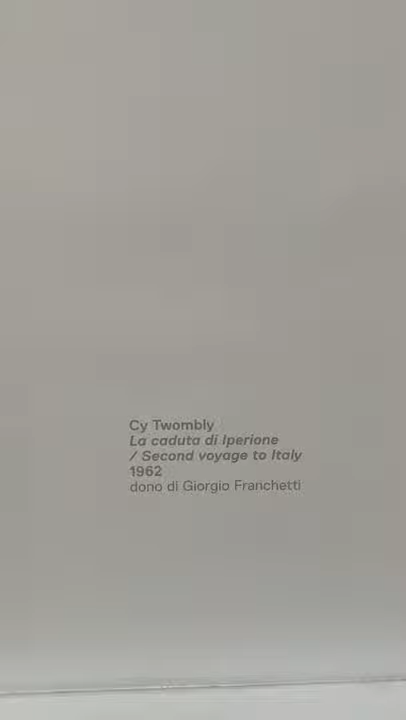 Cy Twombly
La caduta di Iperione
/ Second voyage to Italy
1962
dono di Giorgio Franchetti